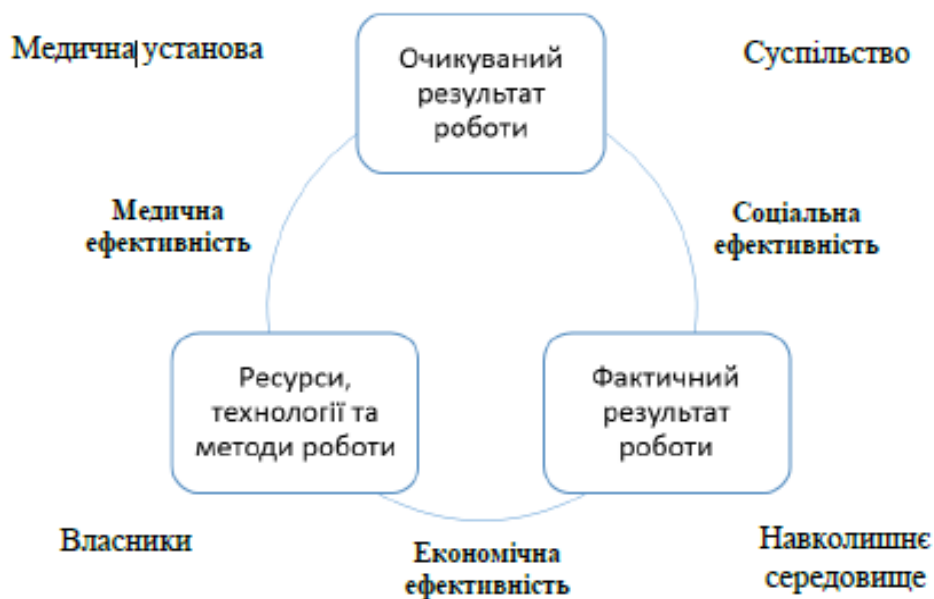 Медична установа
Очикуваний
результат
роботи
Суспільство
Медична
ефективність
Соціальна
ефективність
Ресурси,
технології та
методи роботи
Фактичний
результат
роботи
Власники
Економічна
ефективність
Навколишнє
середовище